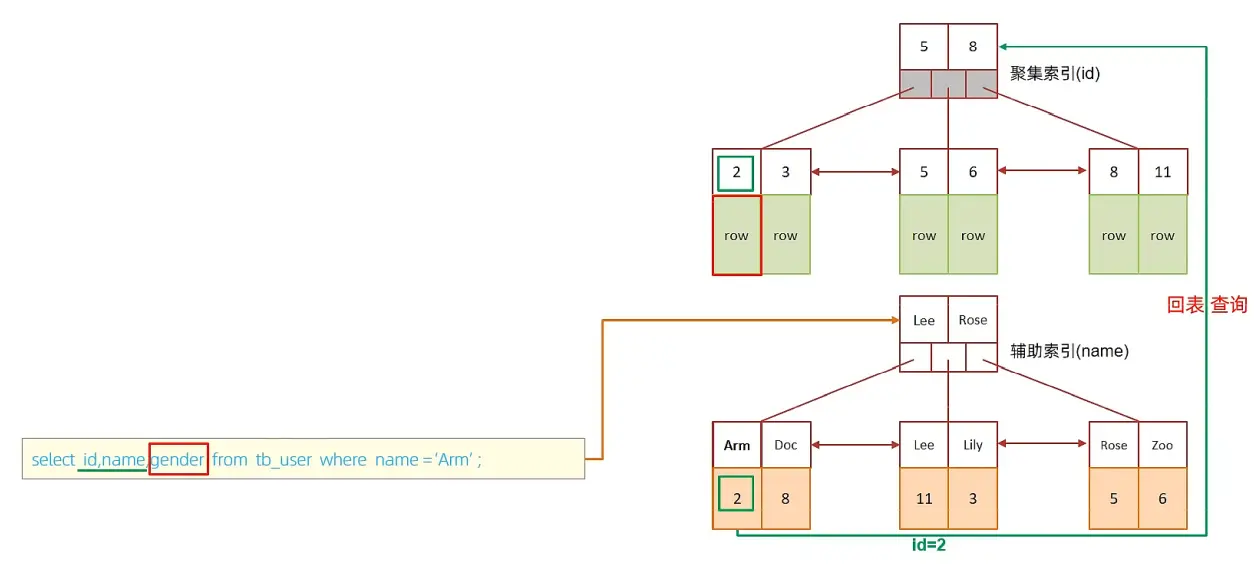 5 8
聚集索引(id)
2 3 5 6 8 11
row row row row row row
回表 查询
Lee Rose
辅助索引(name)
Arm Doc Lee Lily Rose Zoo
select id,name,gender from tb_user where name = 'Arm' ;
2 8 11 3 5 6
id=2